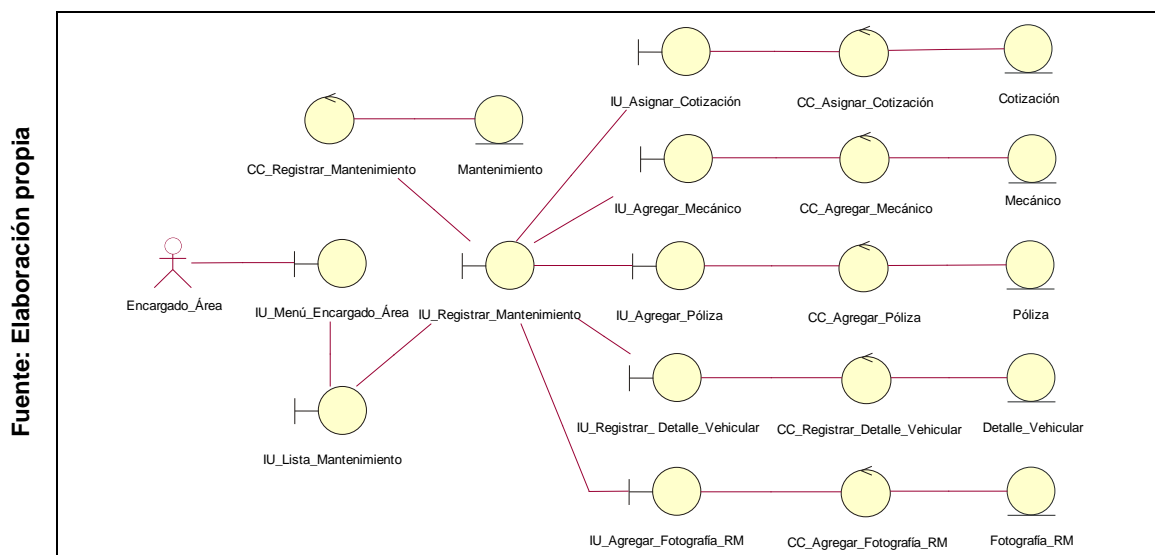 Fuente: Elaboración propia
IU_Asignar_Cotización
CC_Asignar_Cotización
Cotización
CC_Registrar_Mantenimiento
Mantenimiento
IU_Agregar_Mecánico
CC_Agregar_Mecánico
Mecánico
Encargado_Área
IU_Menú_Encargado_Área
IU_Registrar_Mantenimiento
IU_Agregar_Póliza
CC_Agregar_Póliza
Póliza
IU_Registrar_ Detalle_Vehicular
CC_Registrar_Detalle_Vehicular
Detalle_Vehicular
IU_Lista_Mantenimiento
IU_Agregar_Fotografía_RM
CC_Agregar_Fotografía_RM
Fotografía_RM